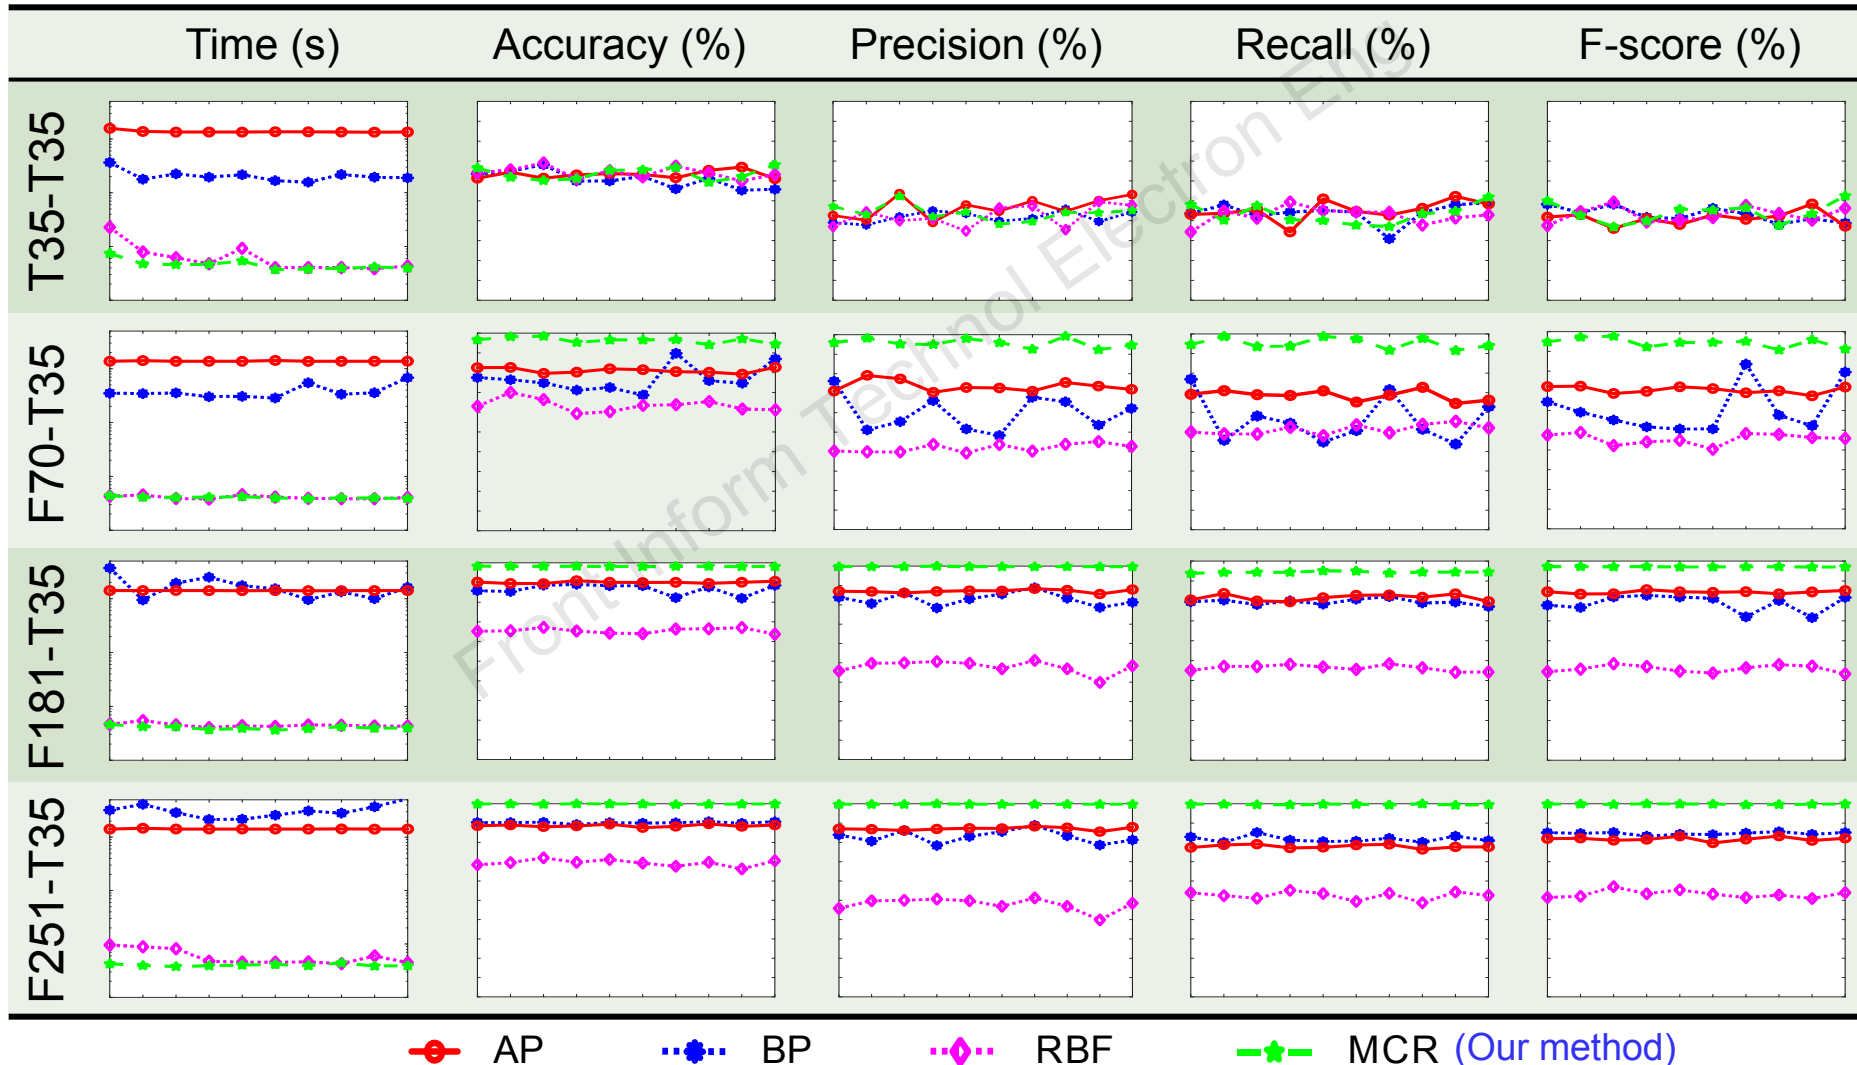 Time (s) Accuracy (%) Precision (%) Recall (%) F-score (%)
T35-T35
F70-T35
F181-T35
F251-T35
Front Inform Technol Electron Eng
AP BP RBF MCR (Our method)